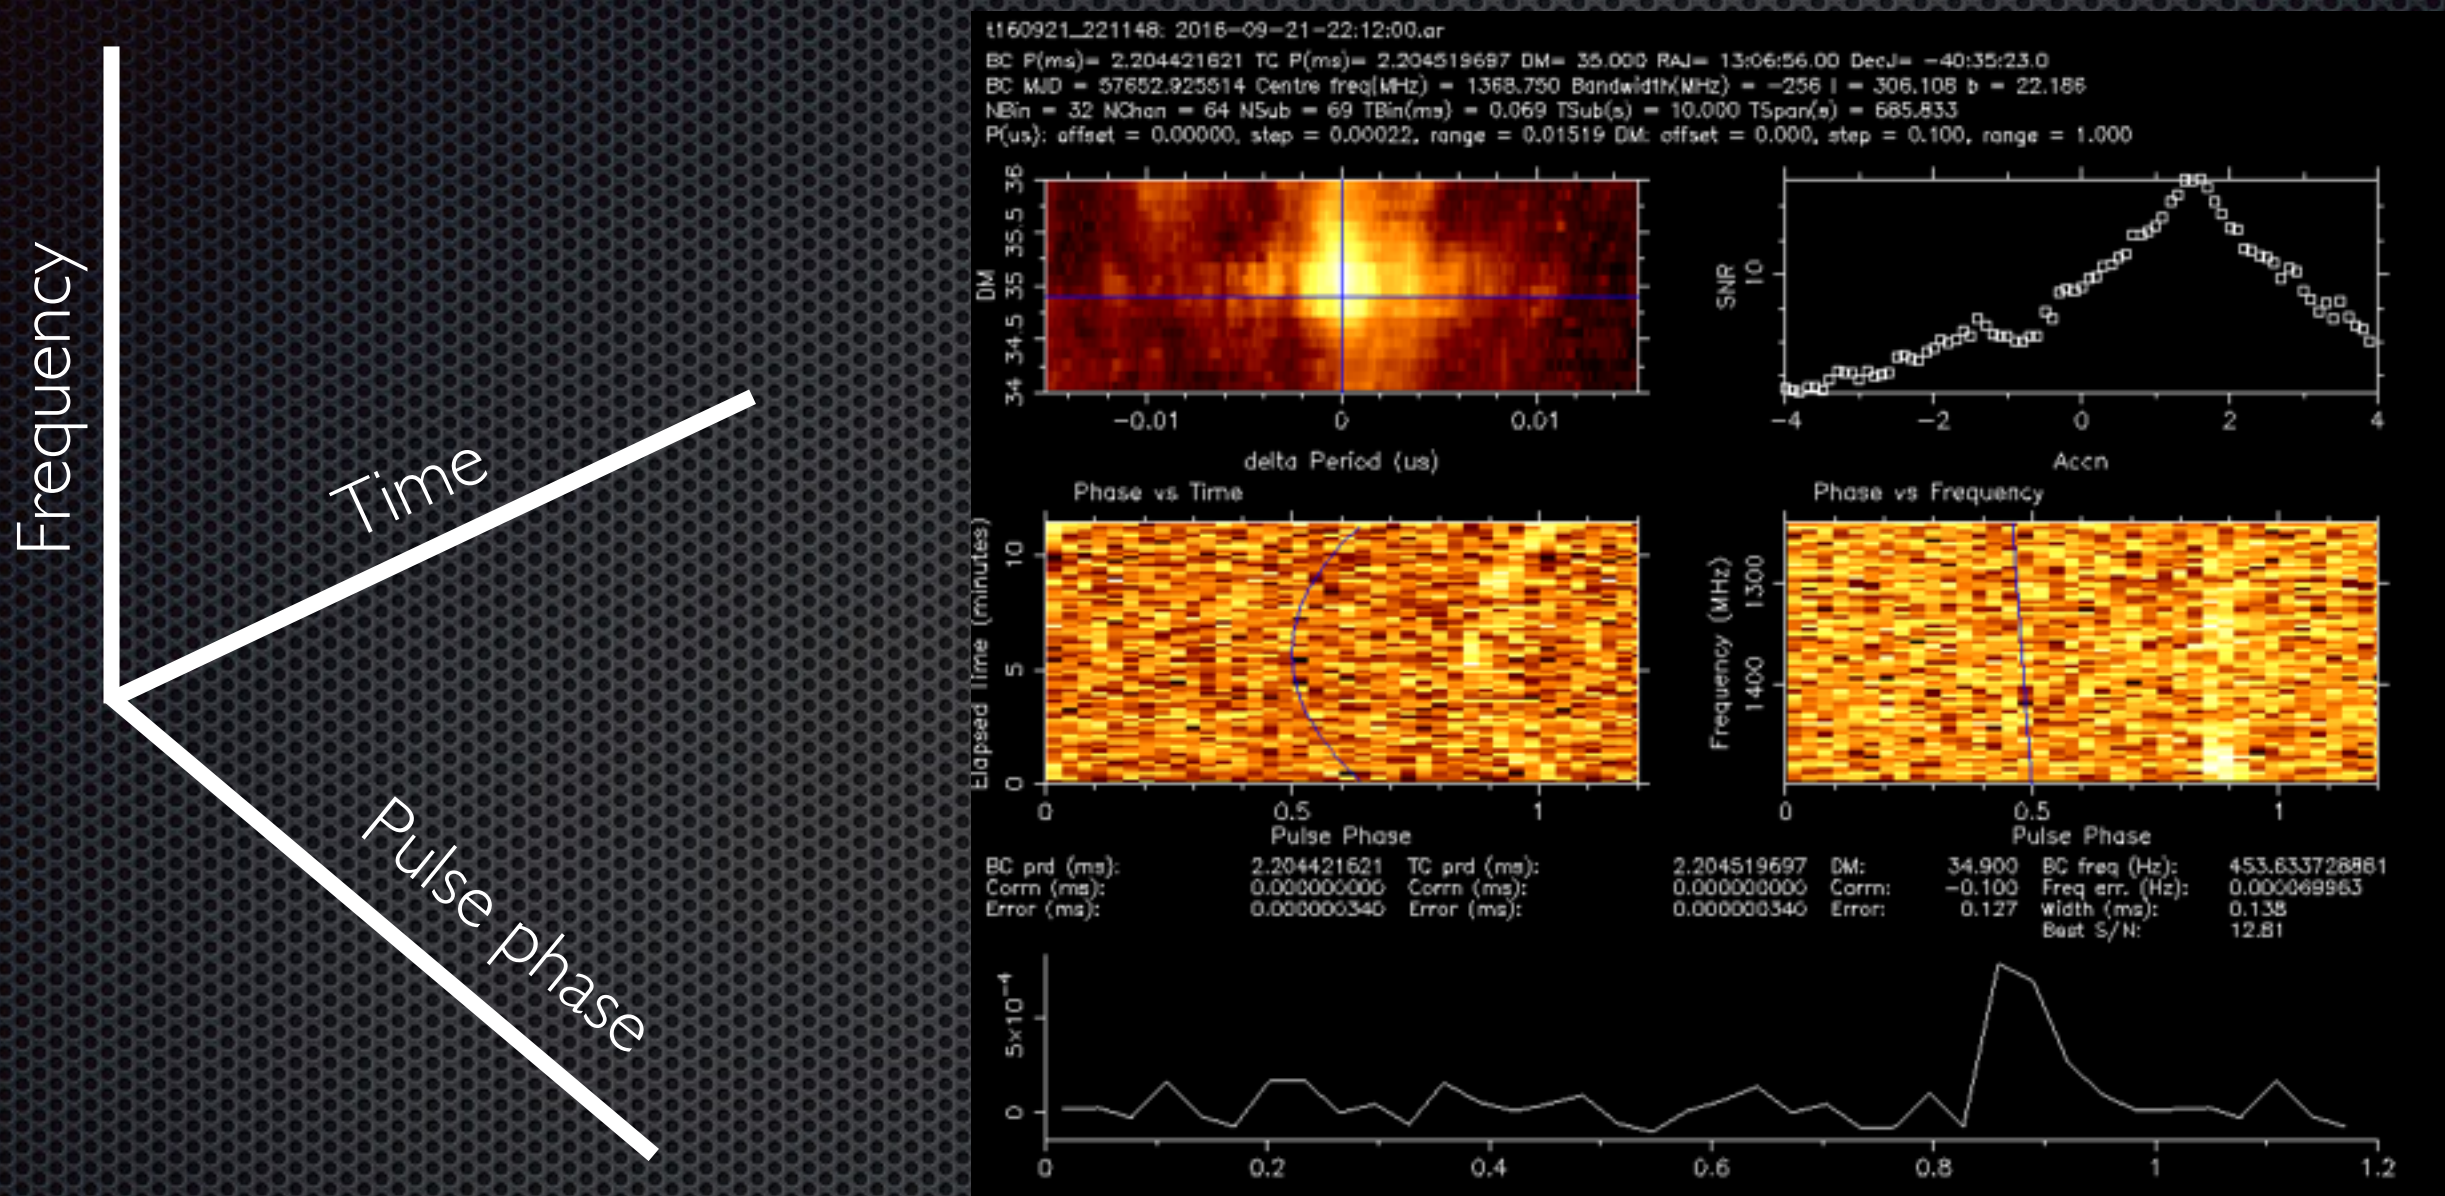 Frequency
Time
Pulse phase
t160921_221148: 2016-09-21-22:12:00.ar
BC P(ms)= 2.204421621 TC P(ms)= 2.204519697 DM= 35.000 RAJ= 13:06:56.00 DecJ= -40:35:23.0
BC MJD = 57652.925514 Centre freq(MHz) = 1368.750 Bandwidth(MHz) = -256 l = 306.108 b = 22.186
NBin = 32 NChan = 64 NSub = 69 TBin(ms) = 0.069 TSub(s) = 10.000 TSpan(s) = 685.833
P(us): offset = 0.00000, step = 0.00022, range = 0.01519 DM: offset = 0.000, step = 0.100, range = 1.000
DM
36
35.5
35
34.5
34
-0.01 0 0.01
delta Period (us)
SNR
10
-4 -2 0 2 4
Accn
Phase vs Time
Elapsed Time (minutes)
10
5
0
0 0.5 1
Pulse Phase
Phase vs Frequency
Frequency (MHz)
1300
1400
0 0.5 1
Pulse Phase
BC prd (ms): 2.204421621 TC prd (ms): 2.204519697 DM: 34.900 BC freq (Hz): 453.633728861
Corrn (ms): 0.000000000 Corrn (ms): 0.000000000 Corrn: -0.100 Freq err. (Hz): 0.000069963
Error (ms): 0.000000340 Error (ms): 0.000000340 Error: 0.127 Width (ms): 0.138
Best S/N: 12.81
5×10-4
0
0 0.2 0.4 0.6 0.8 1 1.2